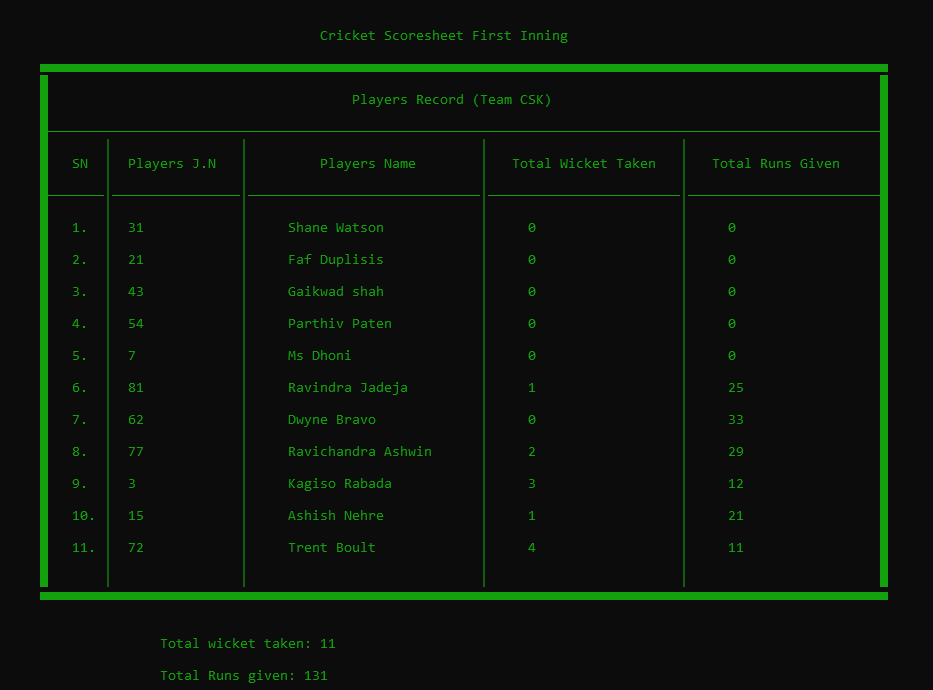 Cricket Scoresheet First Inning
Players Record (Team CSK)
SN Players J.N Players Name Total Wicket Taken Total Runs Given
1. 31 Shane Watson 0 0
2. 21 Faf Duplisis 0 0
3. 43 Gaikwad shah 0 0
4. 54 Parthiv Paten 0 0
5. 7 Ms Dhoni 0 0
6. 81 Ravindra Jadeja 1 25
7. 62 Dwyne Bravo 0 33
8. 77 Ravichandra Ashwin 2 29
9. 3 Kagiso Rabada 3 12
10. 15 Ashish Nehre 1 21
11. 72 Trent Boult 4 11
Total wicket taken: 11
Total Runs given: 131